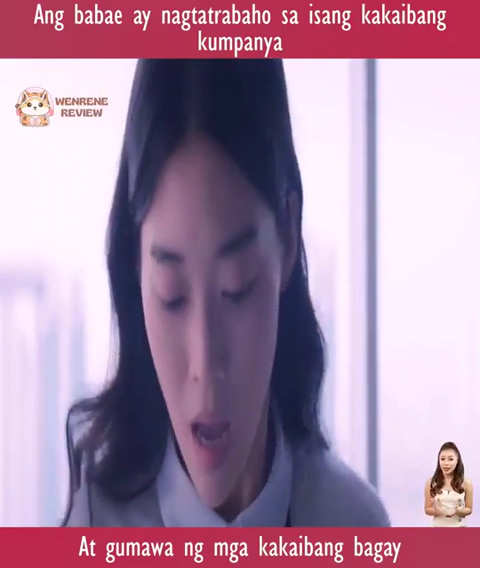 Ang babae ay nagtatrabaho sa isang kakaibang
kumpanya
WENRENE
REVIEW
At gumawa ng mga kakaibang bagay